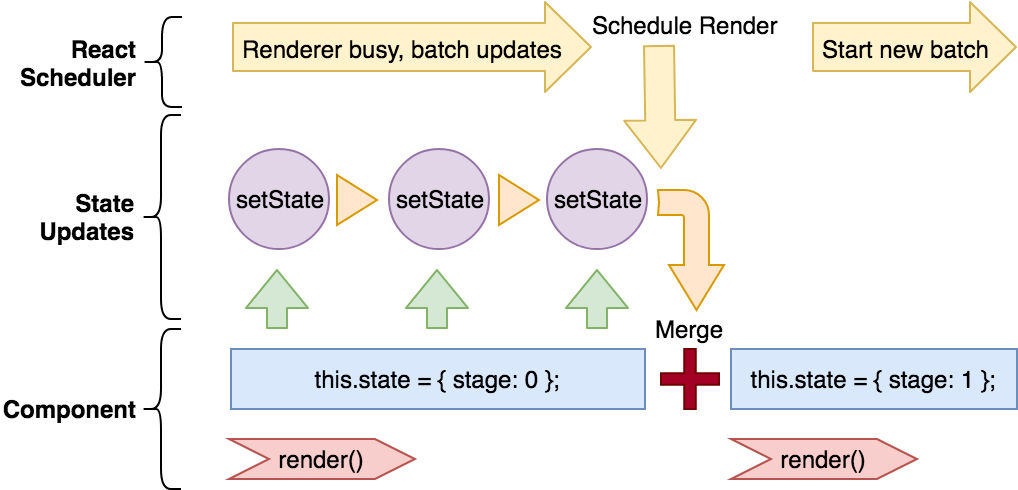 React
Scheduler
Renderer busy, batch updates
Schedule Render
Start new batch
State
Updates
setState
setState
setState
Merge
Component
this.state = { stage: 0 };
this.state = { stage: 1 };
render()
render()